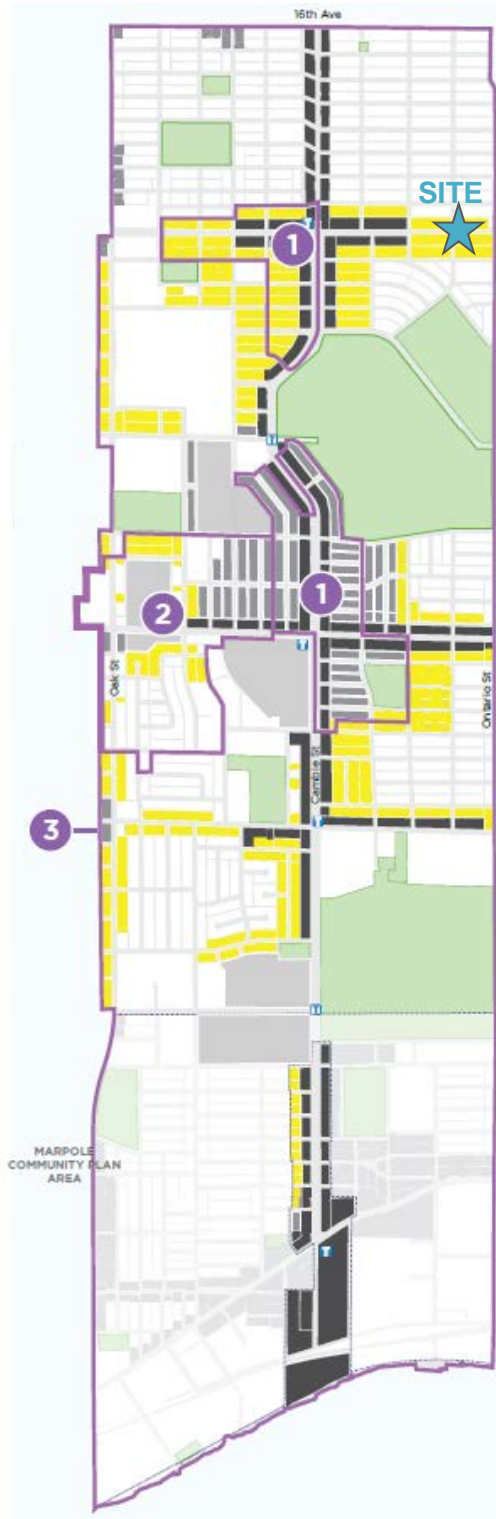 16th Ave
SITE
T
1
T
1
2
T
Oak St
Ontario St
Cambie St
T
3
T
MARPOLE
COMMUNITY PLAN
AREA
T